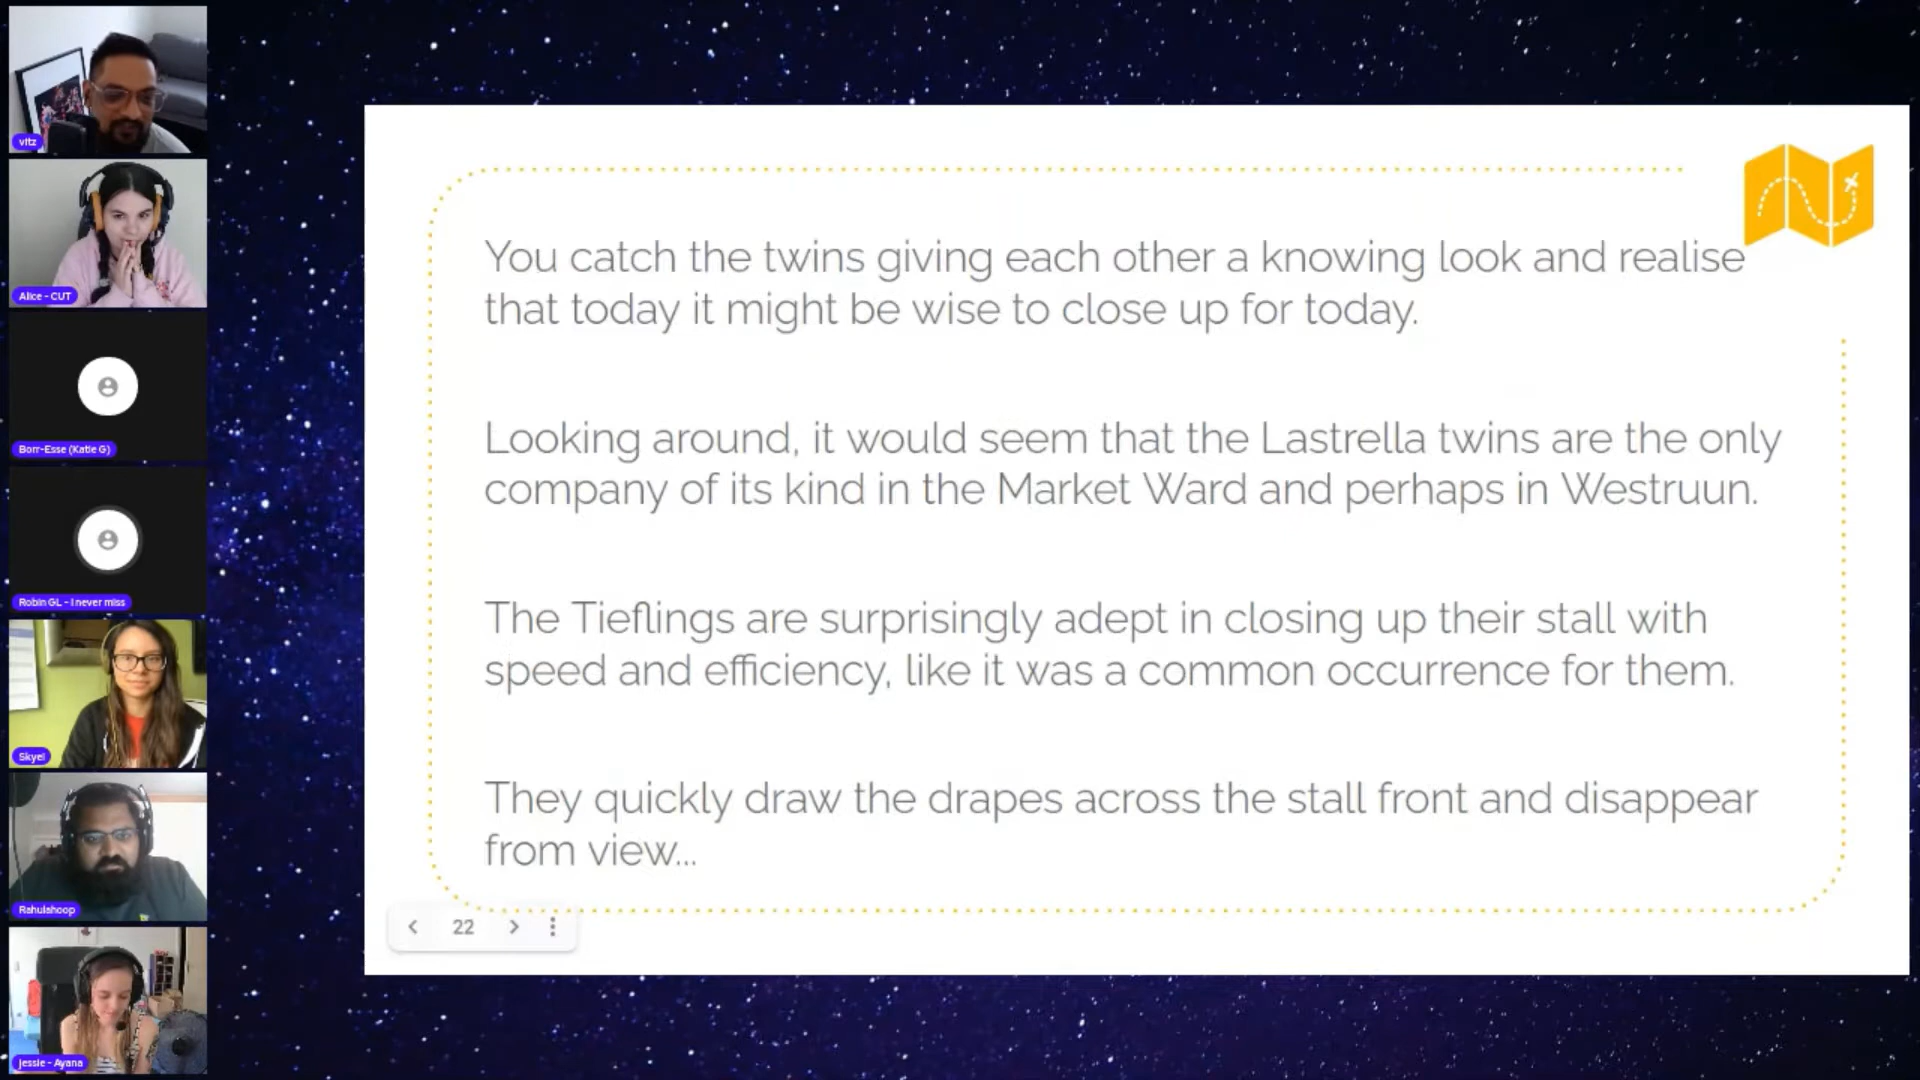 vitz
Alice - CUT
Borr-Esse (Katie G)
Robin GL - I never miss
Skyel
Rahulahoop
Jessie - Ayana
You catch the twins giving each other a knowing look and realise
that today it might be wise to close up for today.
Looking around, it would seem that the Lastrella twins are the only
company of its kind in the Market Ward and perhaps in Westruun.
The Tieflings are surprisingly adept in closing up their stall with
speed and efficiency, like it was a common occurrence for them.
They quickly draw the drapes across the stall front and disappear
from view...
22